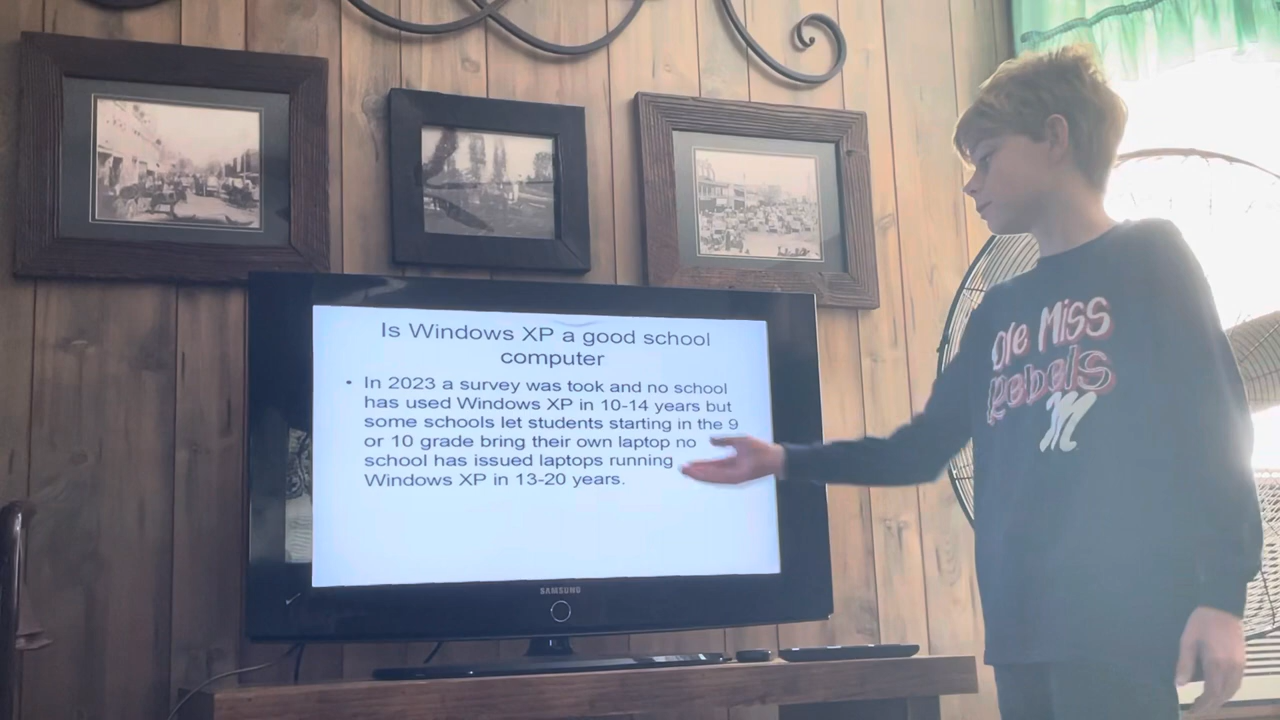 Is Windows XP a good school
computer
• In 2023 a survey was took and no school
has used Windows XP in 10-14 years but
some schools let students starting in the 9
or 10 grade bring their own laptop no
school has issued laptops running
Windows XP in 13-20 years.
SAMSUNG
Ole Miss
Rebels
M